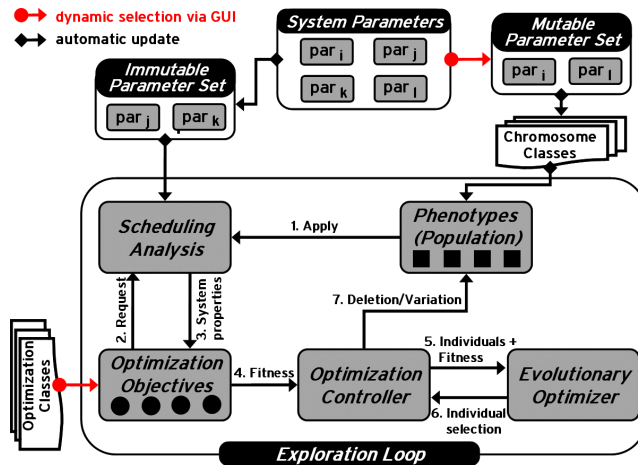 dynamic selection via GUI
automatic update
System Parameters
par i
par j
par k
par l
Mutable
Parameter Set
par i
par l
Immutable
Parameter Set
par j
par k
Chromosome
Classes
Scheduling
Analysis
1. Apply
Phenotypes
(Population)
2. Request
3. System
properties
7. Deletion/Variation
Optimization
Classes
Optimization
Objectives
4. Fitness
Optimization
Controller
5. Individuals +
Fitness
6. Individual
selection
Evolutionary
Optimizer
Exploration Loop